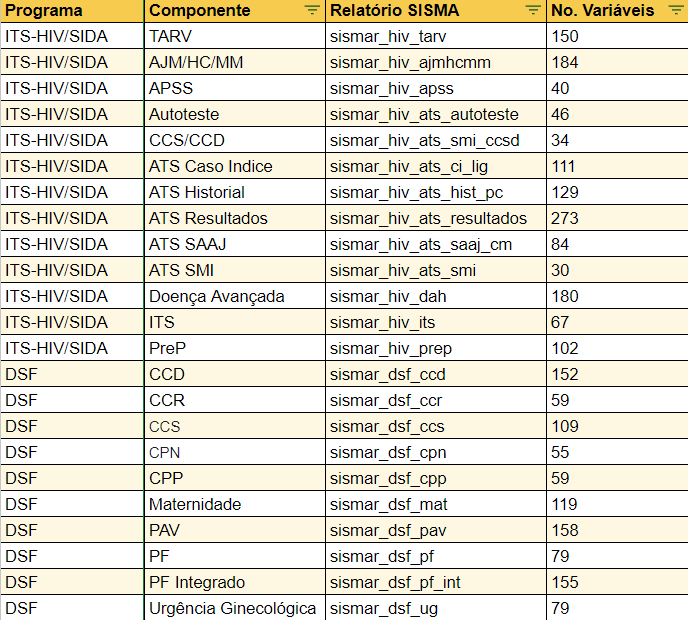 Programa Componente Relatório SISMA No. Variáveis
ITS-HIV/SIDA TARV sismar_hiv_tarv 150
ITS-HIV/SIDA AJM/HC/MM sismar_hiv_ajmhcmm 184
ITS-HIV/SIDA APSS sismar_hiv_apss 40
ITS-HIV/SIDA Autoteste sismar_hiv_ats_autoteste 46
ITS-HIV/SIDA CCS/CCD sismar_hiv_ats_smi_ccsd 34
ITS-HIV/SIDA ATS Caso Indice sismar_hiv_ats_ci_lig 111
ITS-HIV/SIDA ATS Historial sismar_hiv_ats_hist_pc 129
ITS-HIV/SIDA ATS Resultados sismar_hiv_ats_resultados 273
ITS-HIV/SIDA ATS SAAJ sismar_hiv_ats_saaj_cm 84
ITS-HIV/SIDA ATS SMI sismar_hiv_ats_smi 30
ITS-HIV/SIDA Doença Avançada sismar_hiv_dah 180
ITS-HIV/SIDA ITS sismar_hiv_its 67
ITS-HIV/SIDA PreP sismar_hiv_prep 102
DSF CCD sismar_dsf_ccd 152
DSF CCR sismar_dsf_ccr 59
DSF CCS sismar_dsf_ccs 109
DSF CPN sismar_dsf_cpn 55
DSF CPP sismar_dsf_cpp 59
DSF Maternidade sismar_dsf_mat 119
DSF PAV sismar_dsf_pav 158
DSF PF sismar_dsf_pf 79
DSF PF Integrado sismar_dsf_pf_int 155
DSF Urgência Ginecológica sismar_dsf_ug 79